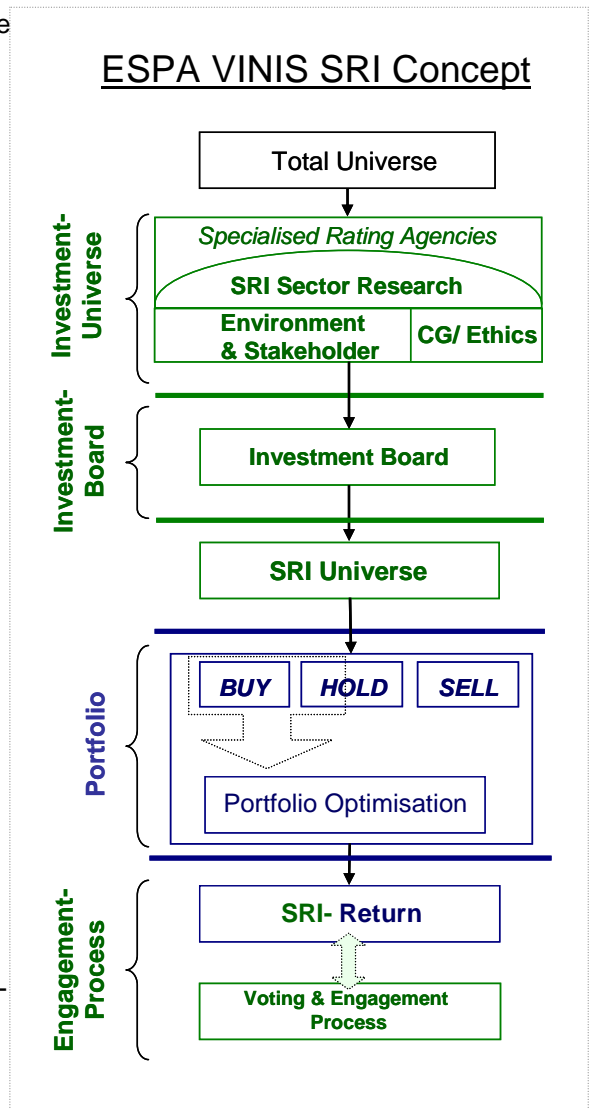 e
ESPA VINIS SRI Concept
Total Universe
Investment-
Universe
Specialised Rating Agencies
SRI Sector Research
Environment
& Stakeholder
CG/ Ethics
Investment-
Board
Investment Board
SRI Universe
Portfolio
BUY
HOLD
SELL
Portfolio Optimisation
Engagement-
Process
SRI- Return
Voting & Engagement
Process
-